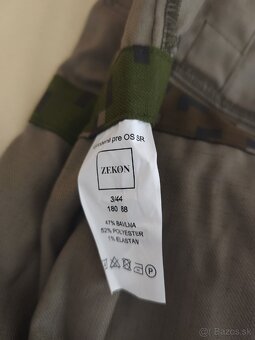 pre OS SR
ZEKON
3/44
180 88
47% BAVLNA
52% POLYESTER
1% ELASTAN
P
© Bazos.sk